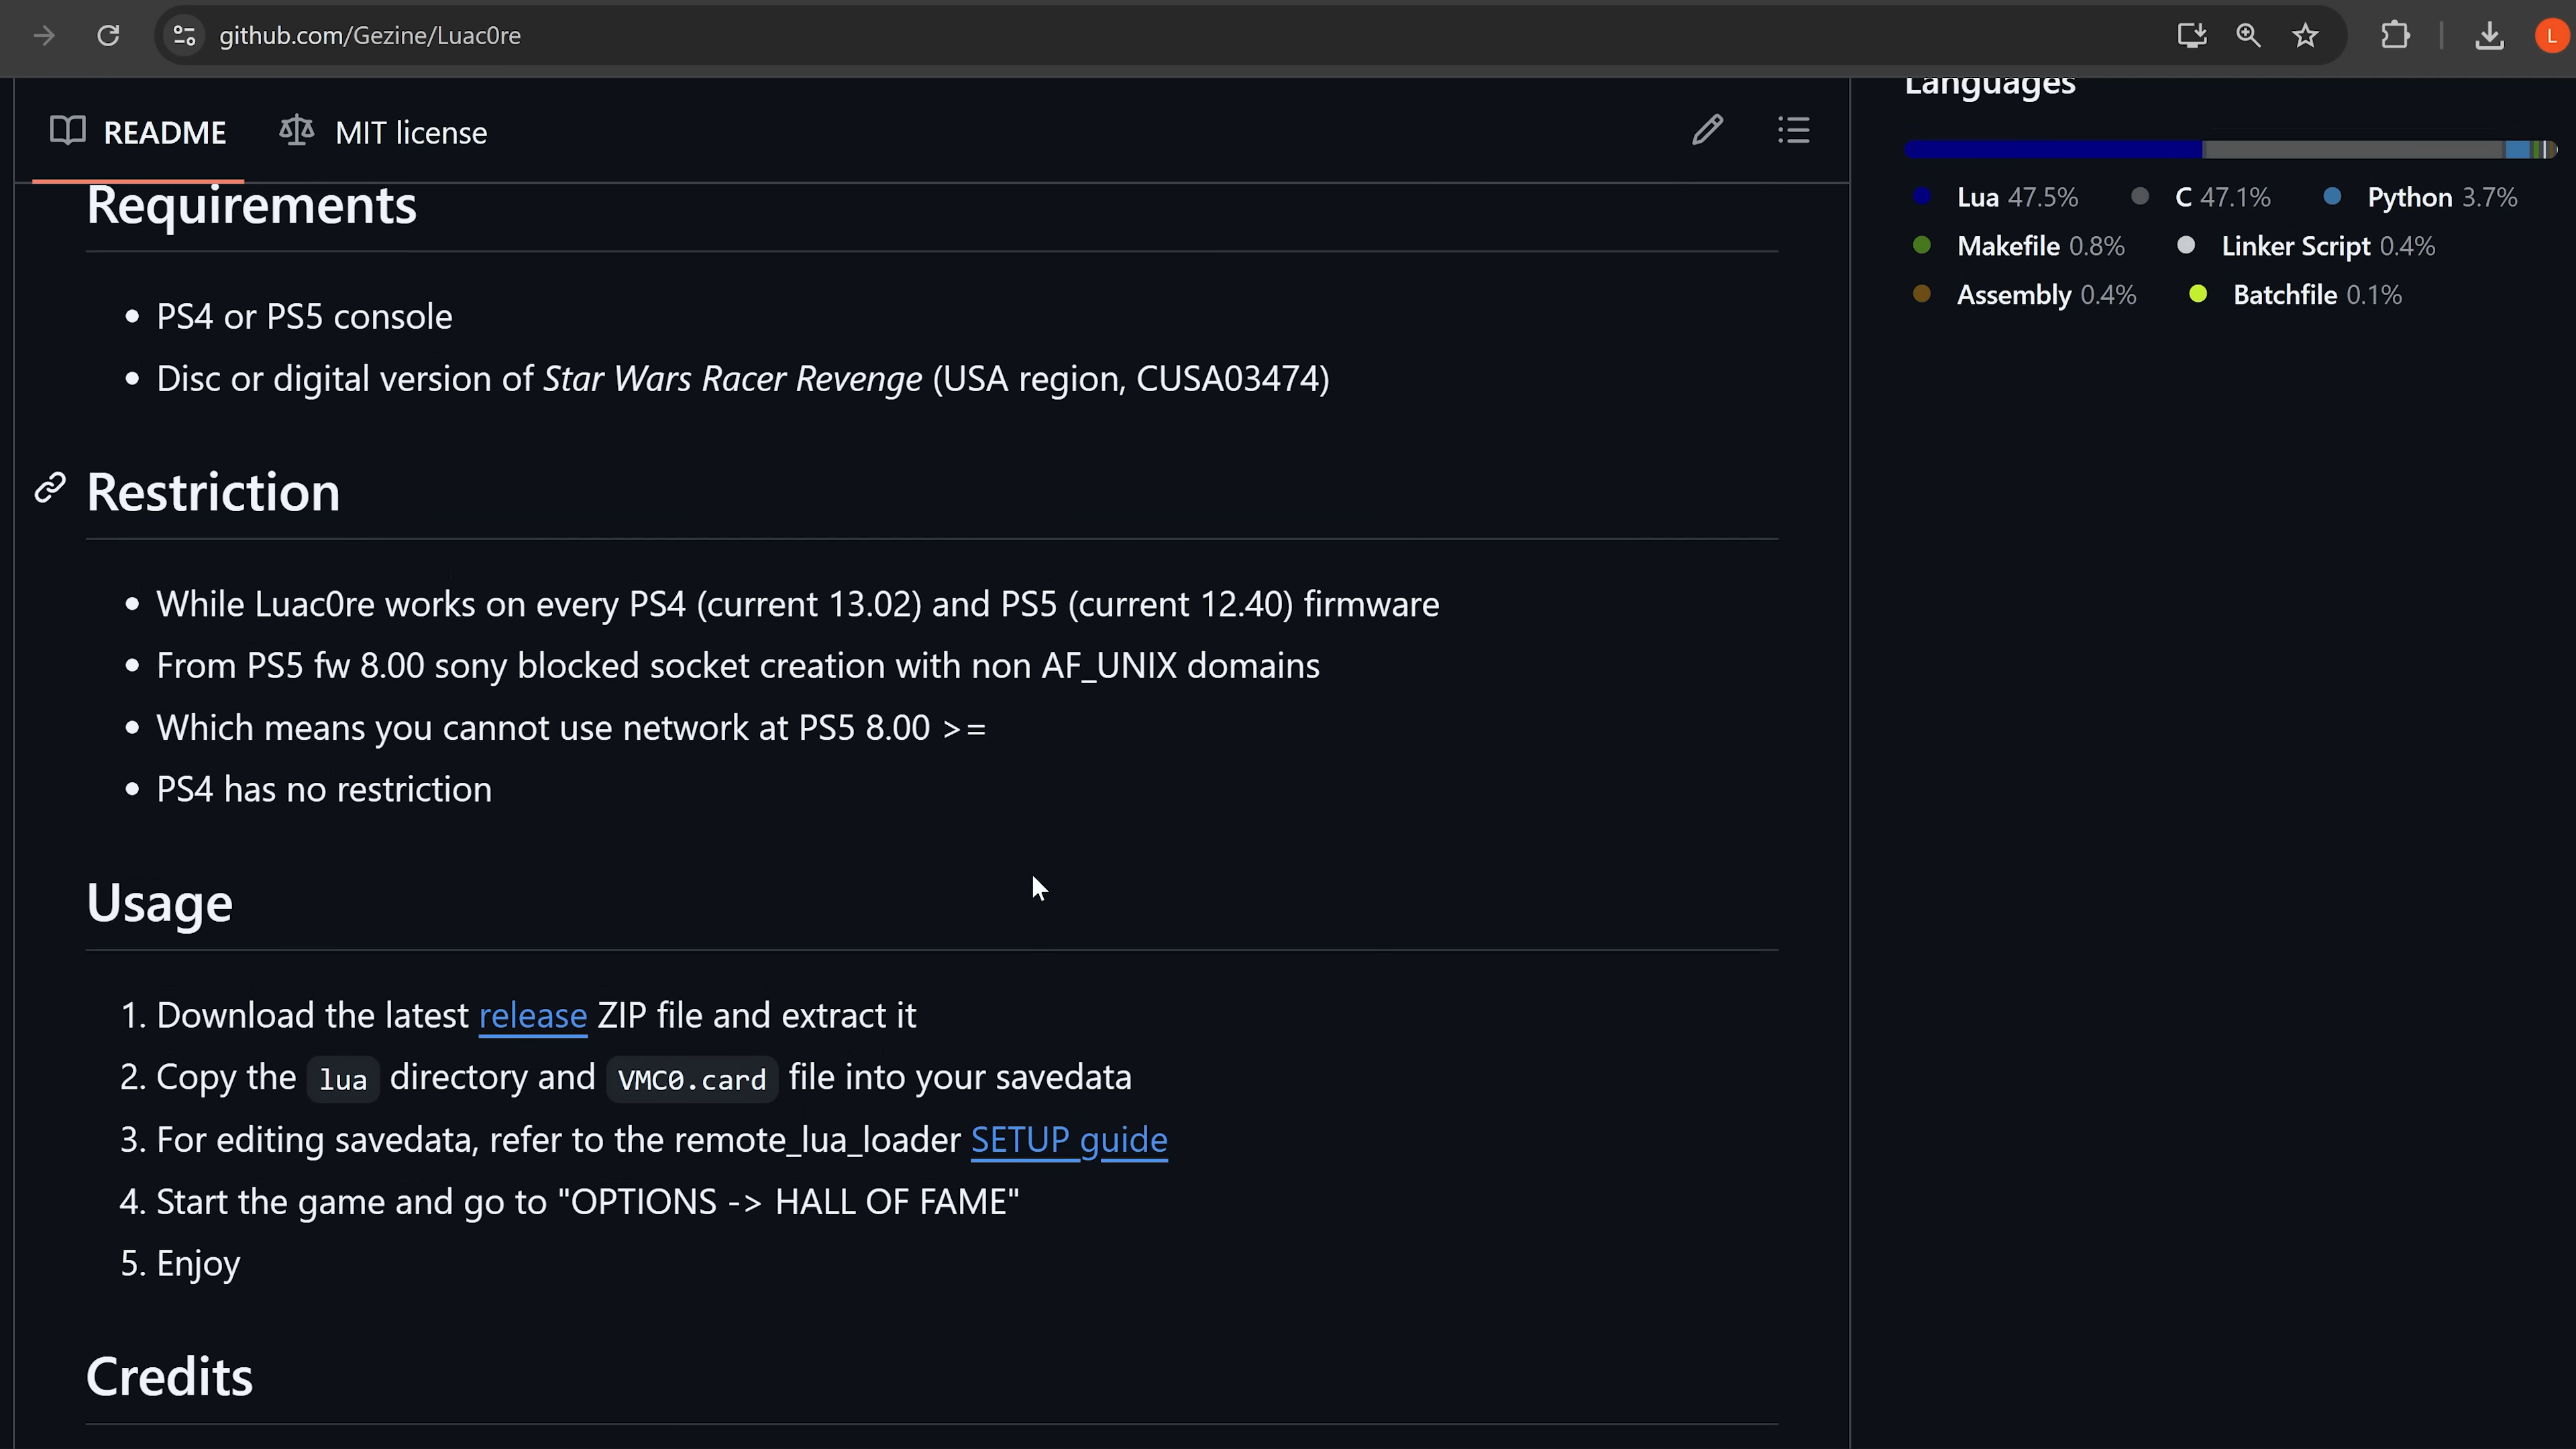 github.com/Gezine/Luac0re
L
README
MIT license
Languages
Lua 47.5%
C 47.1%
Python 3.7%
Makefile 0.8%
Linker Script 0.4%
Assembly 0.4%
Batchfile 0.1%
Requirements
PS4 or PS5 console
Disc or digital version of Star Wars Racer Revenge (USA region, CUSA03474)
Restriction
While Luac0re works on every PS4 (current 13.02) and PS5 (current 12.40) firmware
From PS5 fw 8.00 sony blocked socket creation with non AF_UNIX domains
Which means you cannot use network at PS5 8.00 >=
PS4 has no restriction
Usage
1. Download the latest release ZIP file and extract it
2. Copy the lua directory and VMC0.card file into your savedata
3. For editing savedata, refer to the remote_lua_loader SETUP guide
4. Start the game and go to "OPTIONS -> HALL OF FAME"
5. Enjoy
Credits